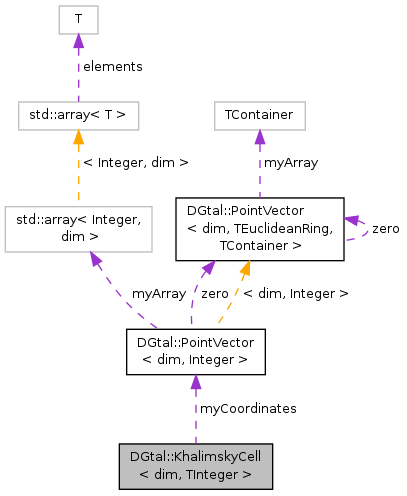 T
elements
std::array< T >
TContainer
< Integer, dim >
myArray
std::array< Integer,
dim >
DGtal::PointVector
< dim, TEuclideanRing,
TContainer >
zero
myArray
zero
< dim, Integer >
DGtal::PointVector
< dim, Integer >
myCoordinates
DGtal::KhalimskyCell
< dim, TInteger >